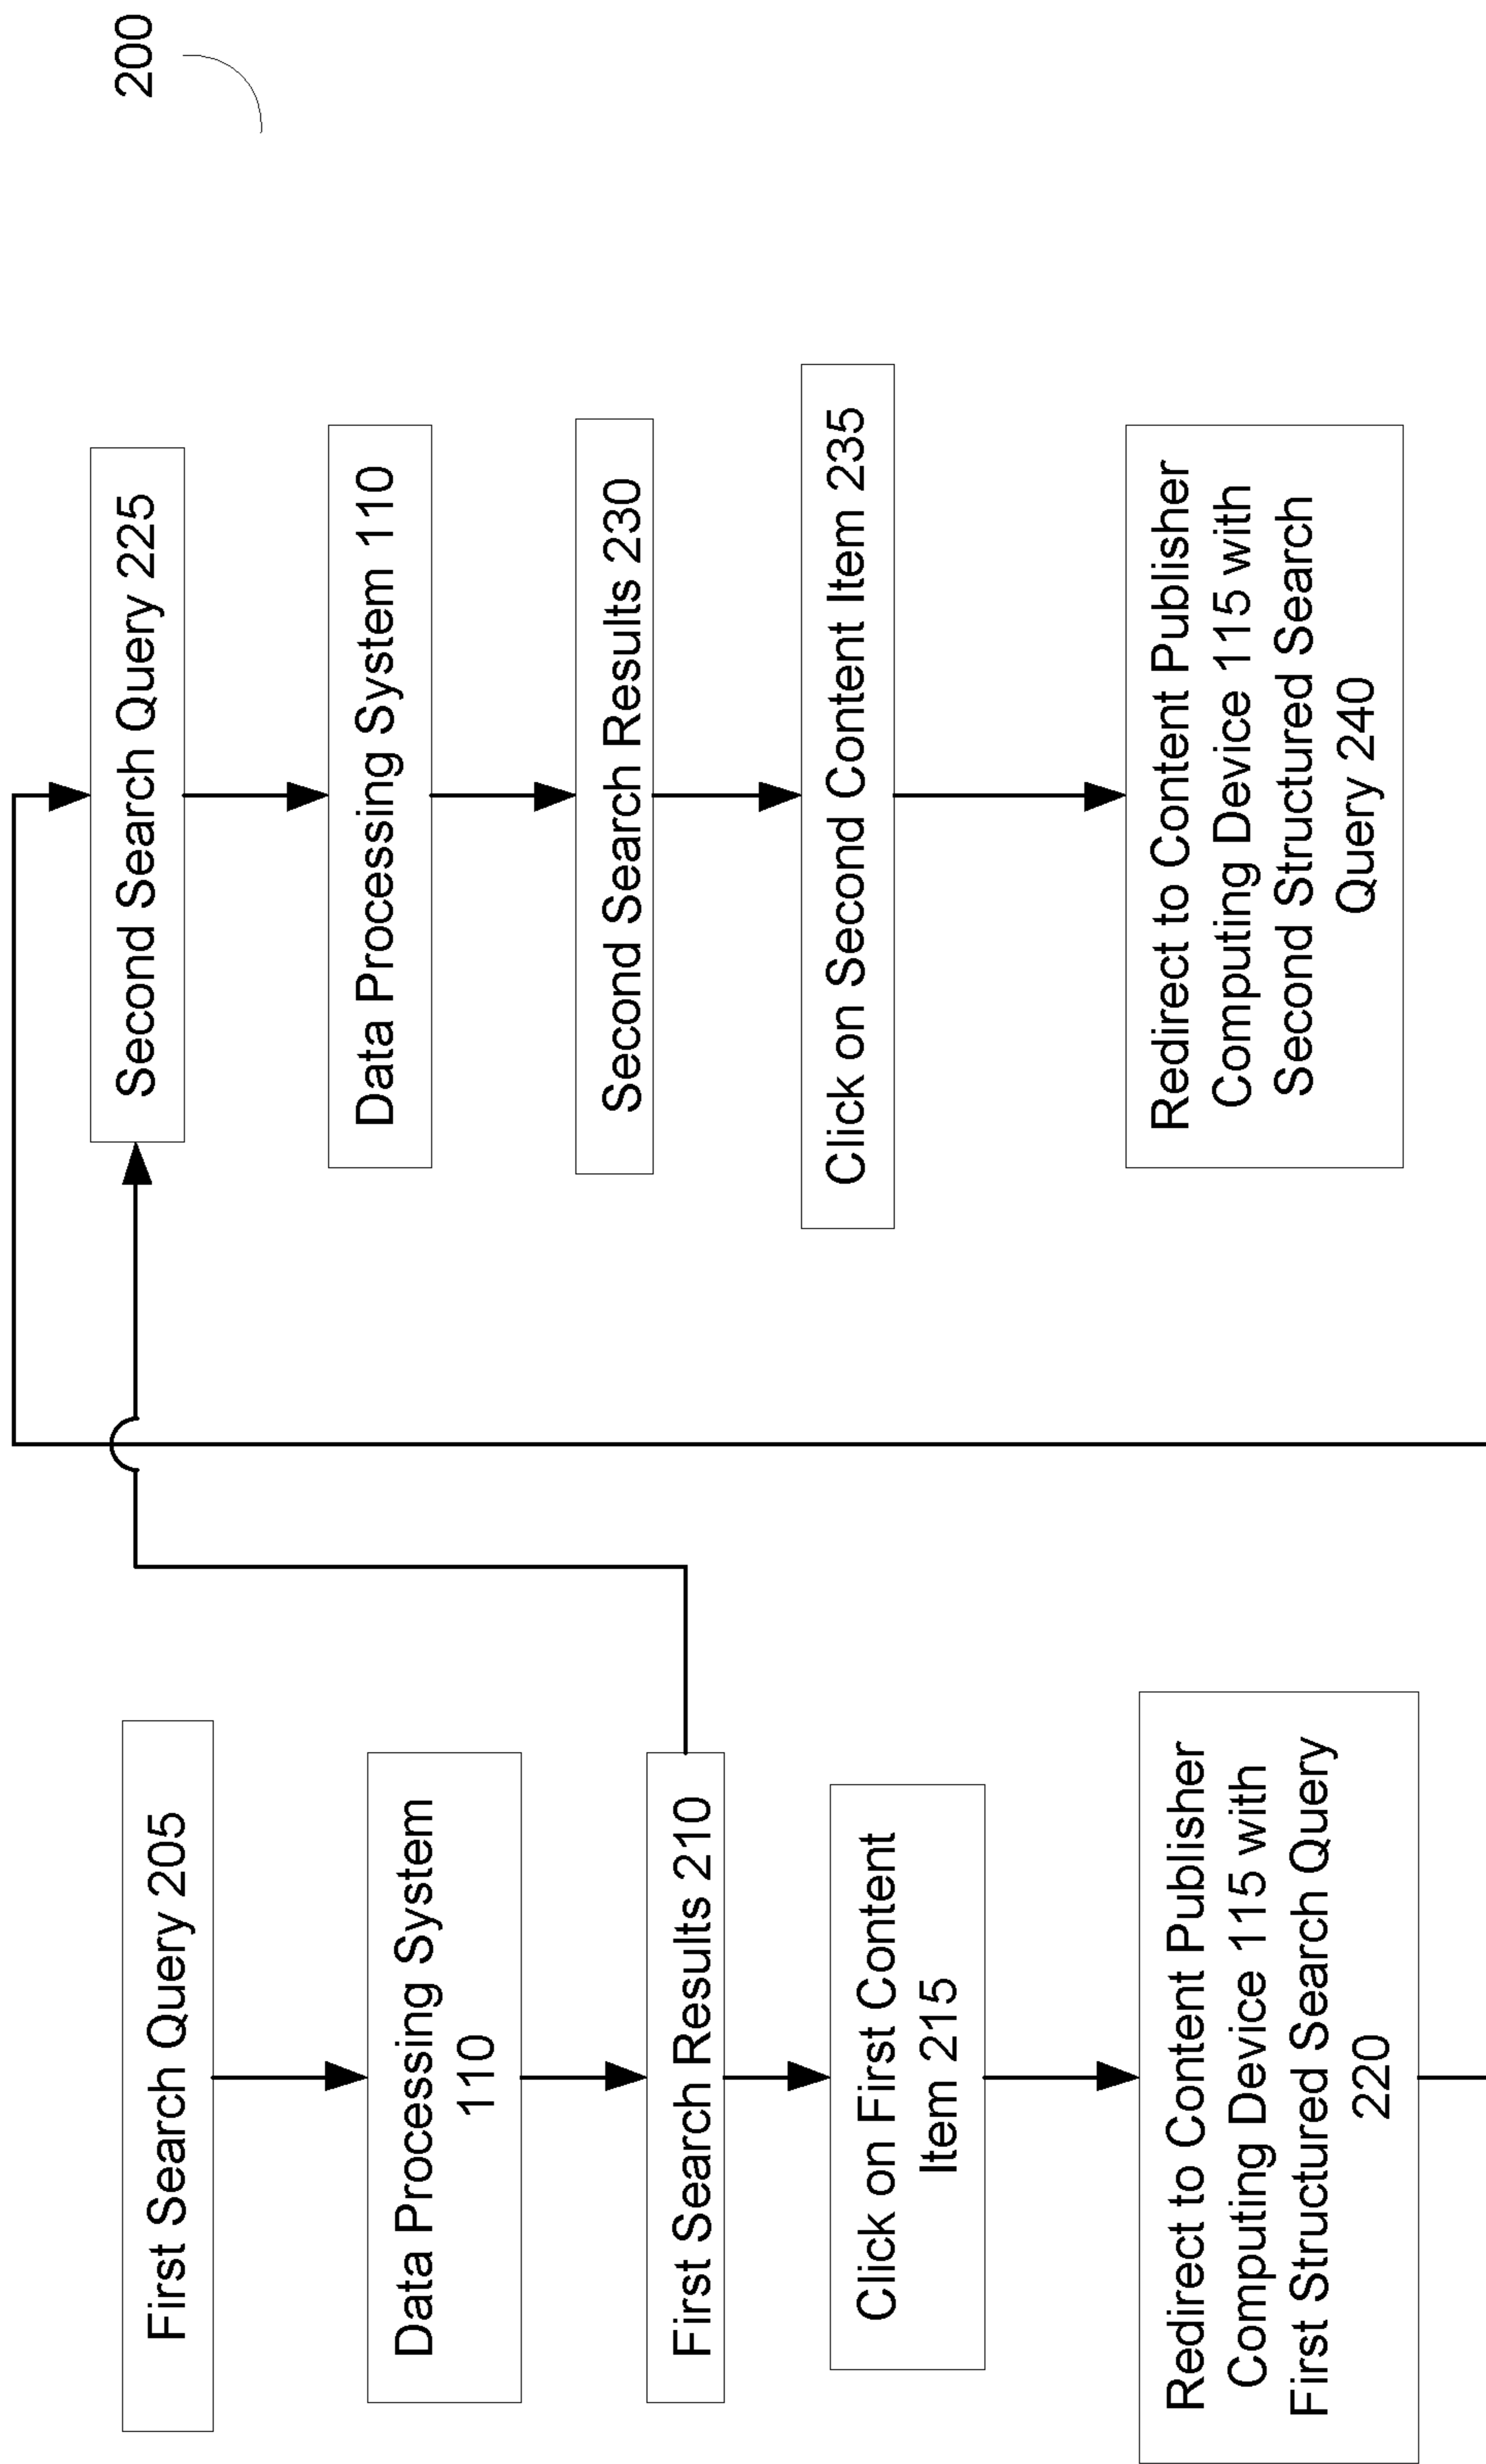 200
First Search Query 205
Data Processing System
110
First Search Results 210
Click on First Content
Item 215
Redirect to Content Publisher
Computing Device 115 with
First Structured Search Query
220
Second Search Query 225
Data Processing System 110
Second Search Results 230
Click on Second Content Item 235
Redirect to Content Publisher
Computing Device 115 with
Second Structured Search
Query 240